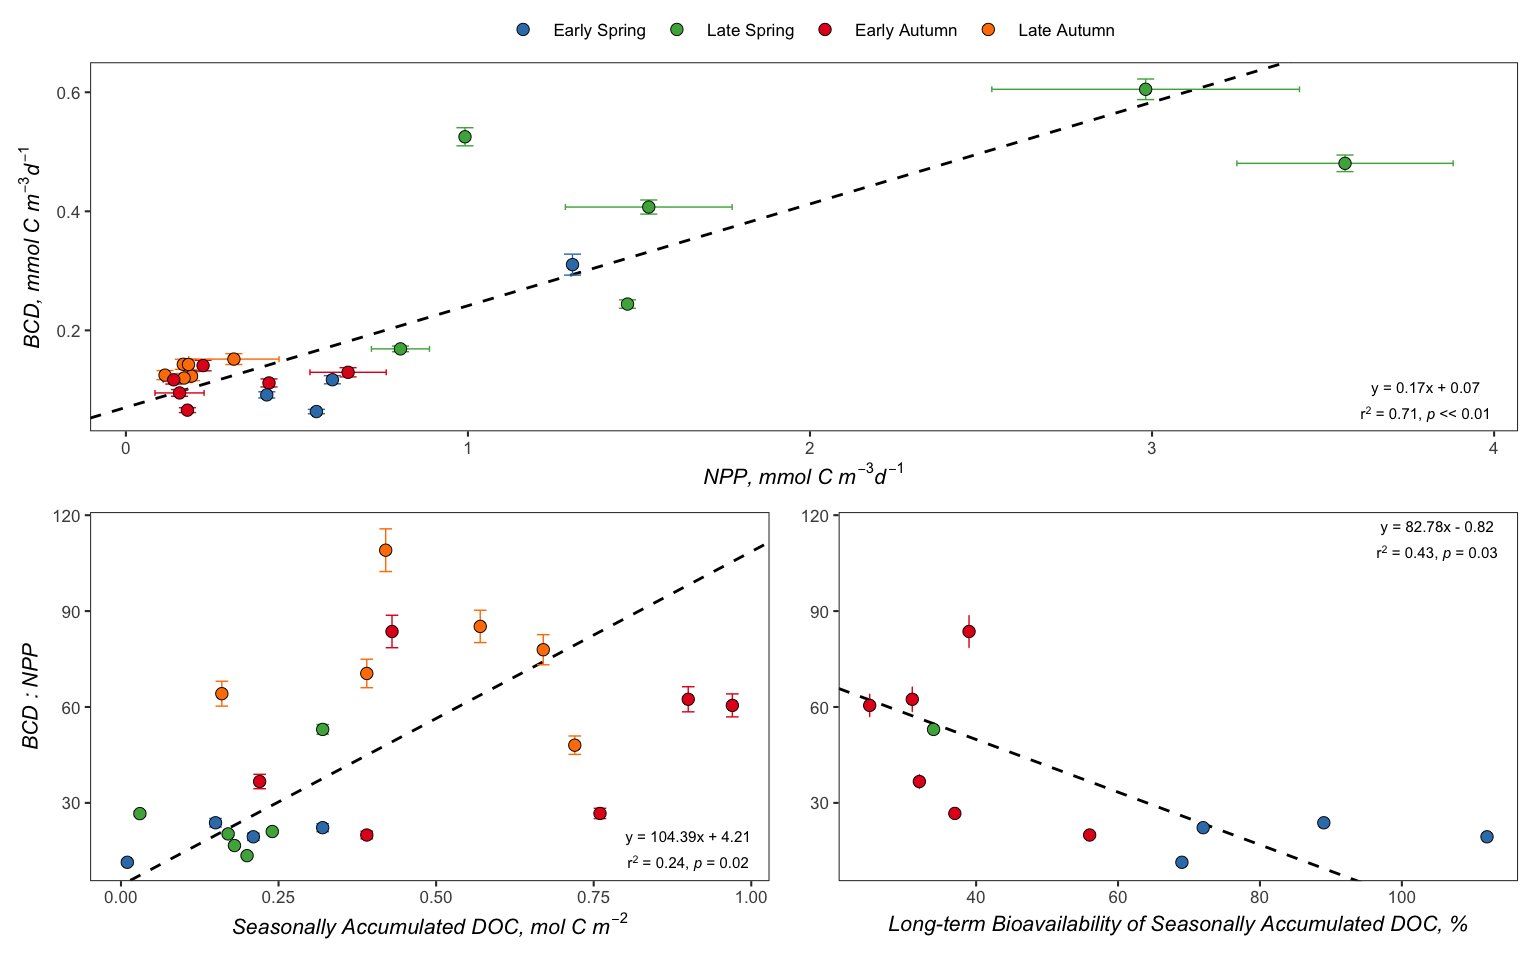 Early Spring Late Spring Early Autumn Late Autumn
0.6
0.4
0.2
BCD, mmol C m⁻³d⁻¹
y = 0.17x + 0.07
r² = 0.71, p << 0.01
0 1 2 3 4
NPP, mmol C m⁻³d⁻¹
120
90
60
30
BCD : NPP
y = 104.39x + 4.21
r² = 0.24, p = 0.02
0.00 0.25 0.50 0.75 1.00
Seasonally Accumulated DOC, mol C m⁻²
120
90
60
30
y = 82.78x - 0.82
r² = 0.43, p = 0.03
40 60 80 100
Long-term Bioavailability of Seasonally Accumulated DOC, %